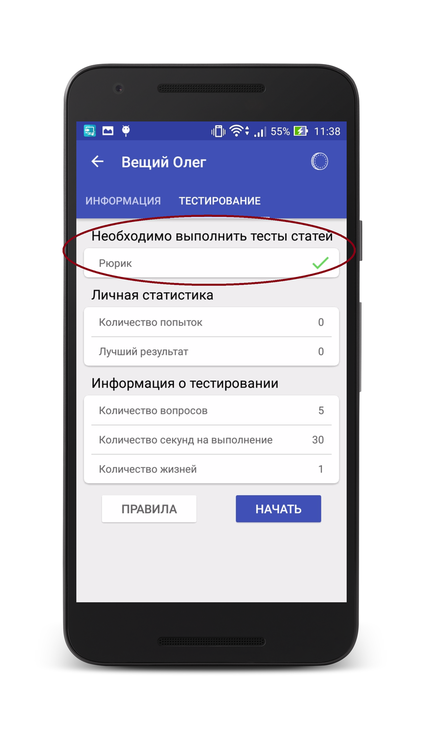 55% 11:38
Вещий Олег
ИНФОРМАЦИЯ ТЕСТИРОВАНИЕ
Необходимо выполнить тесты статей
Рюрик
Личная статистика
Количество попыток 0
Лучший результат 0
Информация о тестировании
Количество вопросов 5
Количество секунд на выполнение 30
Количество жизней 1
ПРАВИЛА НАЧАТЬ